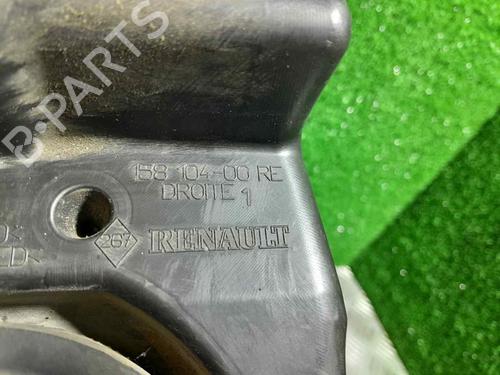 B-PARTS
158 104-00 RE
DROITE 1
267 RENAULT